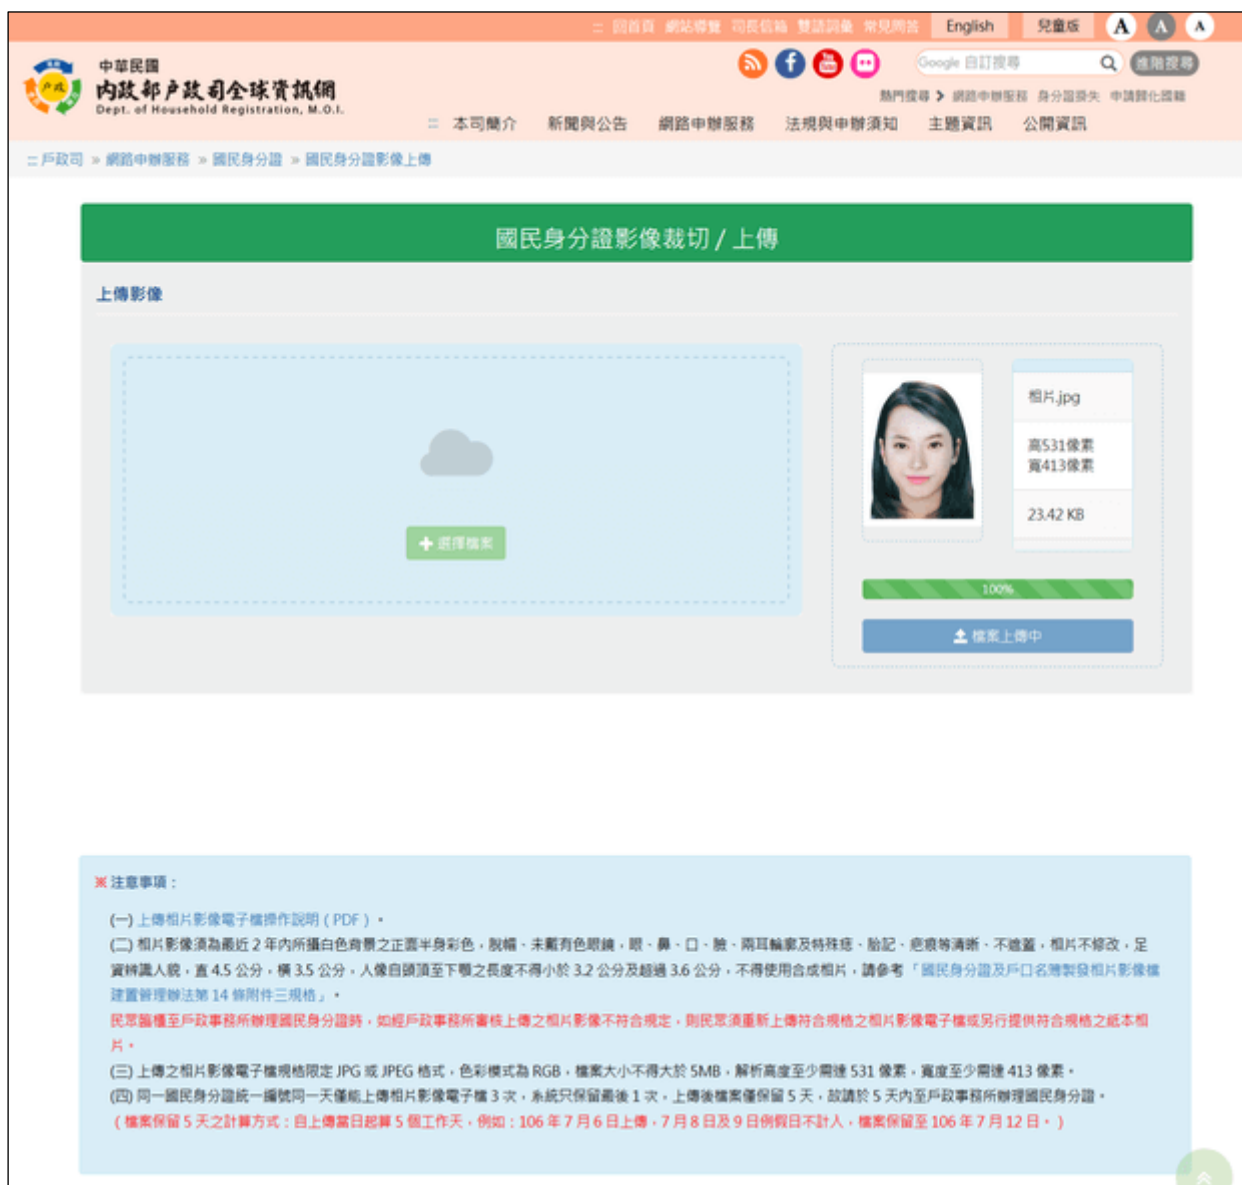 :: 回首頁 網站導覽 司長信箱 雙語詞彙 常見問答 English 兒童版 A A A
戶政
中華民國
內政部戶政司全球資訊網
Dept. of Household Registration, M.O.I.
Google 自訂搜尋 進階搜尋
熱門搜尋 網路申辦服務 身分證掛失 申請歸化國籍
:: 本司簡介 新聞與公告 網路申辦服務 法規與申辦須知 主題資訊 公開資訊
:: 戶政司 » 網路申辦服務 » 國民身分證 » 國民身分證影像上傳
國民身分證影像裁切 / 上傳
上傳影像
選擇檔案
相片.jpg
高531像素
寬413像素
23.42 KB
100%
檔案上傳中
※注意事項：
(一) 上傳相片影像電子檔操作說明 ( PDF ) 。
(二) 相片影像須為最近 2 年內所攝白色背景之正面半身彩色，脫帽、未戴有色眼鏡，眼、鼻、口、臉、兩耳輪廓及特殊痣、胎記、疤痕等清晰、不遮蓋，相片不修改，足
資辨識人貌，直 4.5 公分，橫 3.5 公分，人像自頭頂至下顎之長度不得小於 3.2 公分及超過 3.6 公分，不得使用合成相片，請參考「國民身分證及戶口名簿製發相片影像檔
建置管理辦法第 14 條附件三規格」。
民眾臨櫃至戶政事務所辦理國民身分證時，如經戶政事務所審核上傳之相片影像不符合規定，則民眾須重新上傳符合規格之相片影像電子檔或另行提供符合規格之紙本相
片。
(三) 上傳之相片影像電子檔規格限定 JPG 或 JPEG 格式，色彩模式為 RGB，檔案大小不得大於 5MB，解析高度至少需達 531 像素，寬度至少需達 413 像素。
(四) 同一國民身分證統一編號同一天僅能上傳相片影像電子檔 3 次，系統只保留最後 1 次，上傳後檔案僅保留 5 天，故請於 5 天內至戶政事務所辦理國民身分證。
( 檔案保留 5 天之計算方式：自上傳當日起算 5 個工作天，例如：106 年 7 月 6 日上傳，7 月 8 日及 9 日例假日不計入，檔案保留至 106 年 7 月 12 日。)